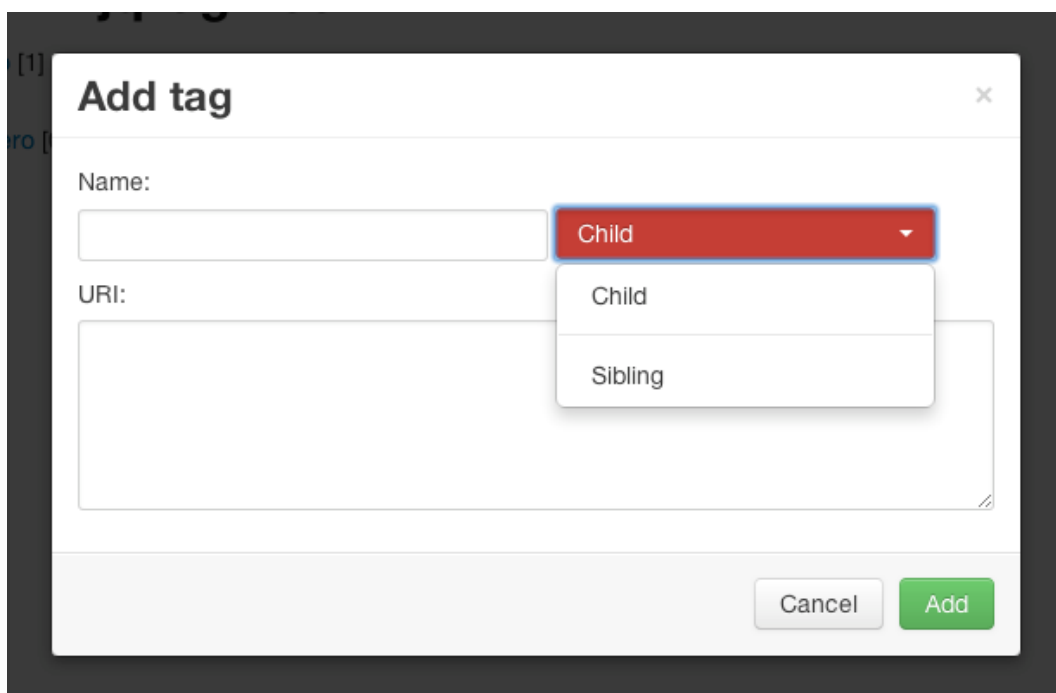 [1]
Add tag ×
ero [
Name:
Child
URI:
Child
Sibling
Cancel Add